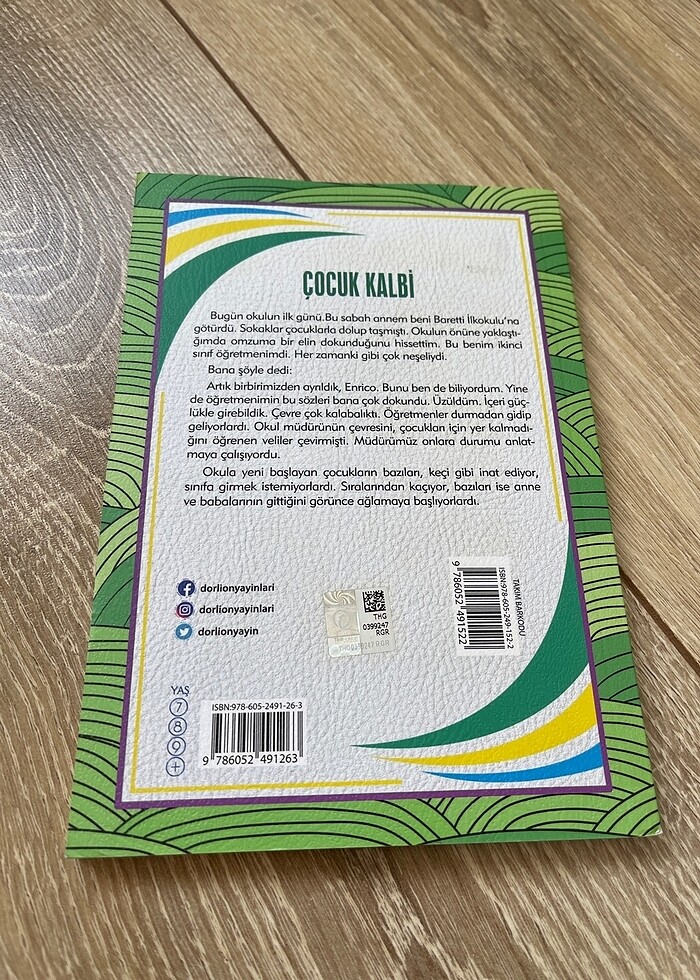 ÇOCUK KALBİ
Bugün okulun ilk günü.Bu sabah annem beni Baretti İlkokulu'na
götürdü. Sokaklar çocuklarla dolup taşmıştı. Okulun önüne yaklaştı-
ğımda omzuma bir elin dokunduğunu hissettim. Bu benim ikinci
sınıf öğretmenimdi. Her zamanki gibi çok neşeliydi.
Bana şöyle dedi:
Artık birbirimizden ayrıldık, Enrico. Bunu ben de biliyordum. Yine
de öğretmenimin bu sözleri bana çok dokundu. Üzüldüm. İçeri güç-
lükle girebildik. Çevre çok kalabalıktı. Öğretmenler durmadan gidip
geliyorlardı. Okul müdürünün çevresini, çocukları için yer kalmadı-
ğını öğrenen veliler çevirmişti. Müdürümüz onlara durumu anlat-
maya çalışıyordu.
Okula yeni başlayan çocukların bazıları, keçi gibi inat ediyor,
sınıfa girmek istemiyorlardı. Sıralarından kaçıyor, bazıları ise anne
ve babalarının gittiğini görünce ağlamaya başlıyorlardı.
dorlionyayinlari
dorlionyayinlari
dorlionyayin
THG
0399247
RGR
THG0399247 RGR
TAKIM BARKODU
ISBN:978-605-249-152-2
9 786052 491522
YAŞ
7
8
9
+
ISBN:978-605-2491-26-3
9 786052 491263